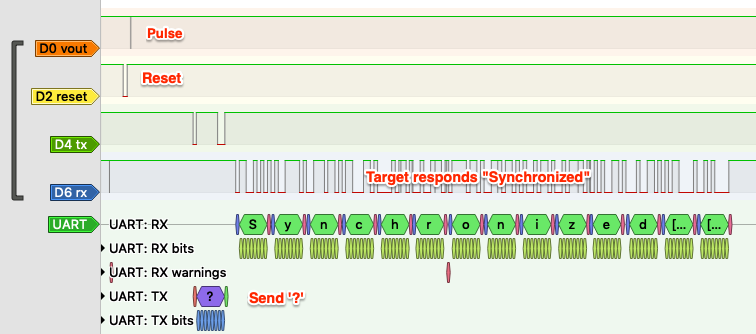 D0 vout
Pulse
D2 reset
Reset
D4 tx
D6 rx
Target responds "Synchronized"
UART
UART: RX
S y n c h r o n i z e d [... [...
UART: RX bits
UART: RX warnings
UART: TX
?
Send '?'
UART: TX bits